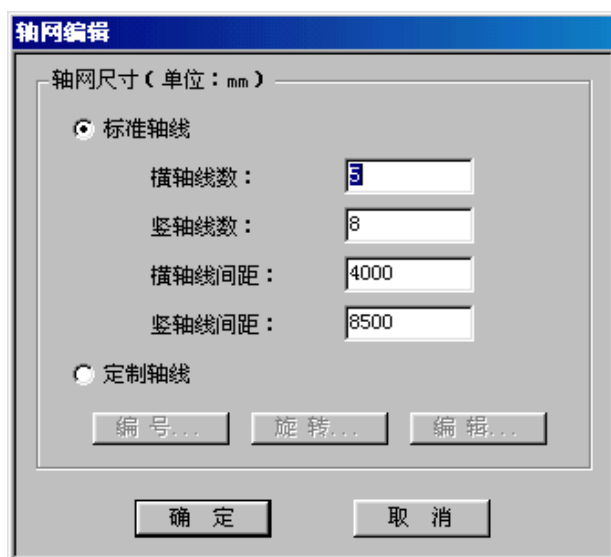 轴网编辑
轴网尺寸(单位：mm)
标准轴线
横轴线数： 5
竖轴线数： 8
横轴线间距： 4000
竖轴线间距： 8500
定制轴线
编 号... 旋 转... 编 辑...
确 定 取 消